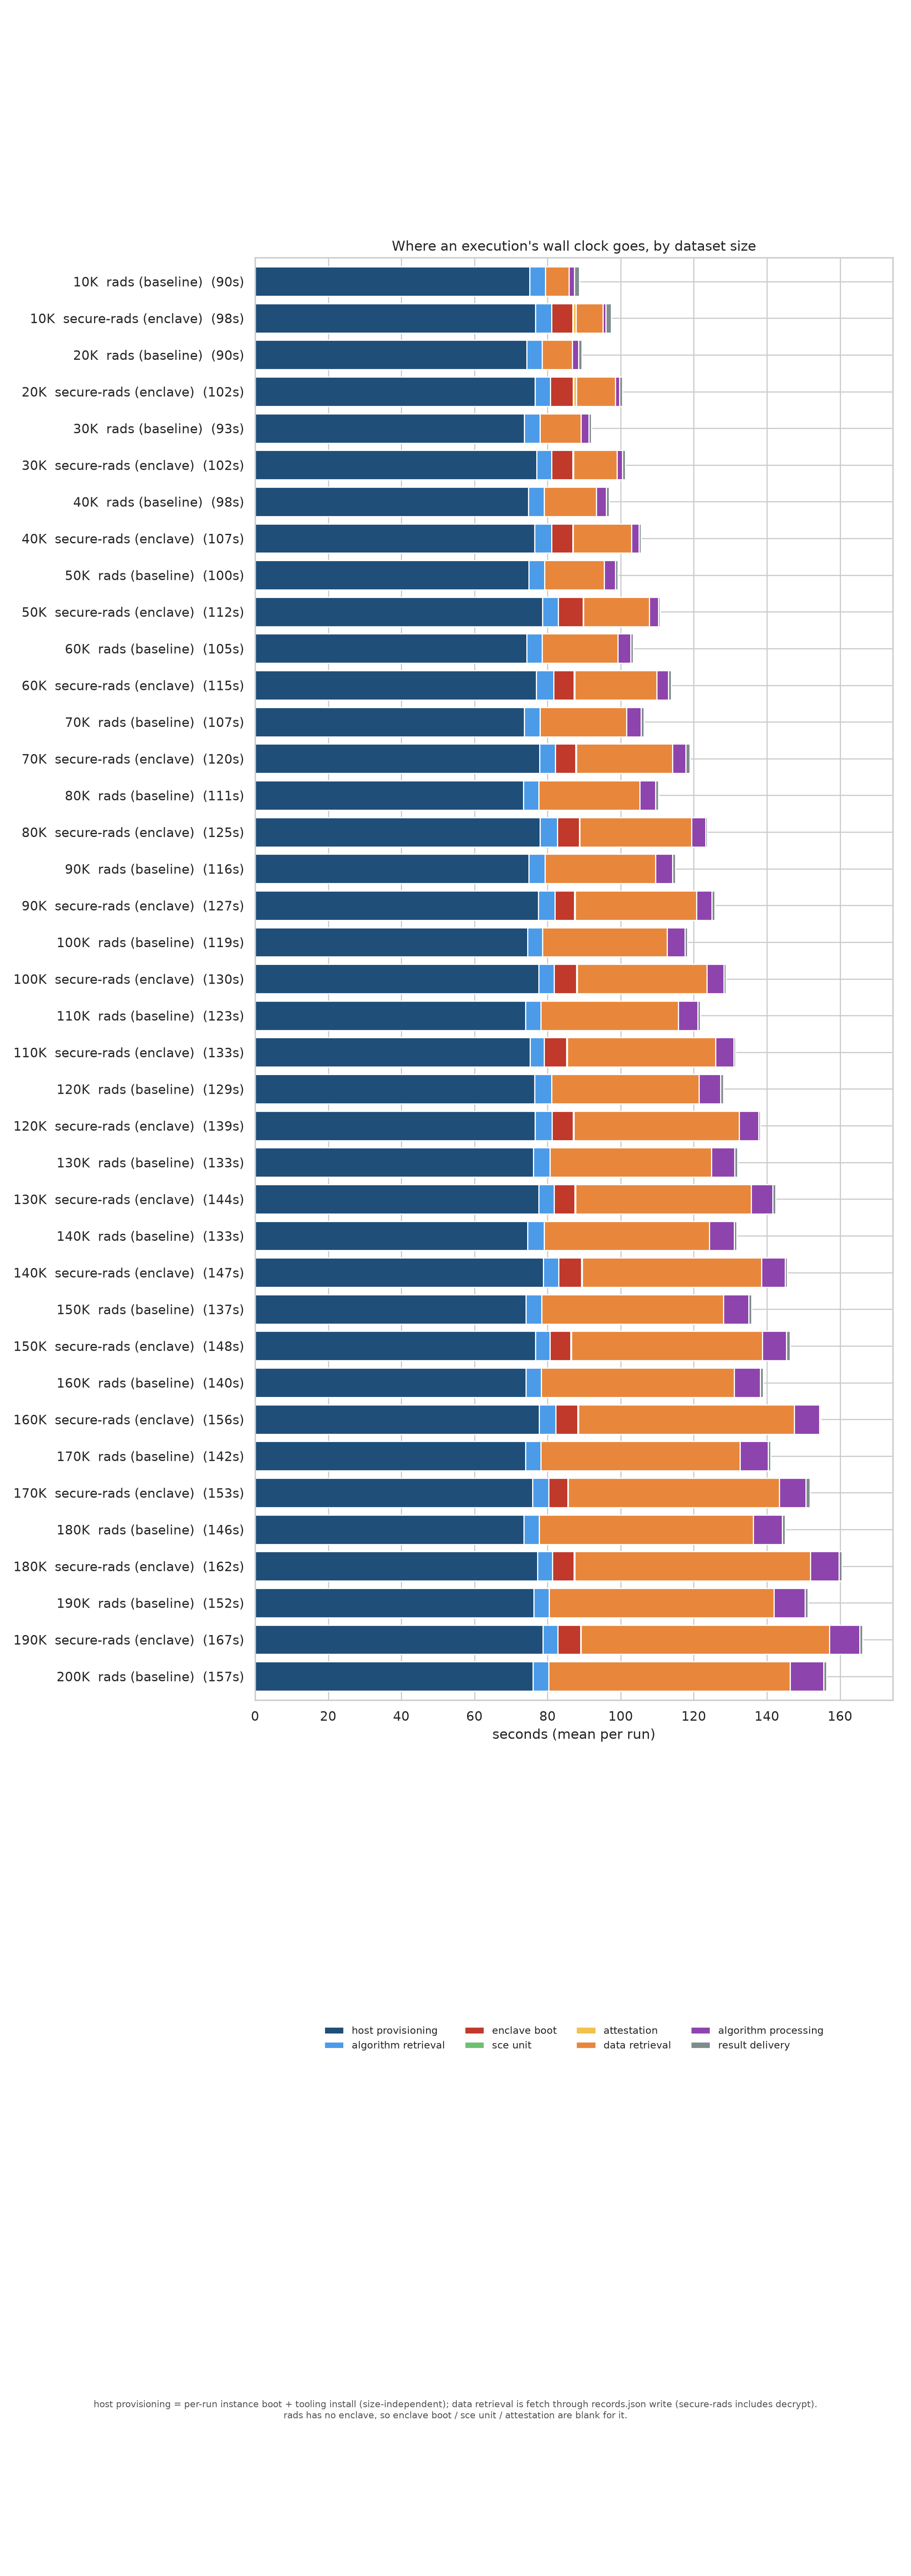 Where an execution's wall clock goes, by dataset size
10K  rads (baseline)  (90s)
10K  secure-rads (enclave)  (98s)
20K  rads (baseline)  (90s)
20K  secure-rads (enclave)  (102s)
30K  rads (baseline)  (93s)
30K  secure-rads (enclave)  (102s)
40K  rads (baseline)  (98s)
40K  secure-rads (enclave)  (107s)
50K  rads (baseline)  (100s)
50K  secure-rads (enclave)  (112s)
60K  rads (baseline)  (105s)
60K  secure-rads (enclave)  (115s)
70K  rads (baseline)  (107s)
70K  secure-rads (enclave)  (120s)
80K  rads (baseline)  (111s)
80K  secure-rads (enclave)  (125s)
90K  rads (baseline)  (116s)
90K  secure-rads (enclave)  (127s)
100K  rads (baseline)  (119s)
100K  secure-rads (enclave)  (130s)
110K  rads (baseline)  (123s)
110K  secure-rads (enclave)  (133s)
120K  rads (baseline)  (129s)
120K  secure-rads (enclave)  (139s)
130K  rads (baseline)  (133s)
130K  secure-rads (enclave)  (144s)
140K  rads (baseline)  (133s)
140K  secure-rads (enclave)  (147s)
150K  rads (baseline)  (137s)
150K  secure-rads (enclave)  (148s)
160K  rads (baseline)  (140s)
160K  secure-rads (enclave)  (156s)
170K  rads (baseline)  (142s)
170K  secure-rads (enclave)  (153s)
180K  rads (baseline)  (146s)
180K  secure-rads (enclave)  (162s)
190K  rads (baseline)  (152s)
190K  secure-rads (enclave)  (167s)
200K  rads (baseline)  (157s)
0 20 40 60 80 100 120 140 160
seconds (mean per run)
host provisioning enclave boot attestation algorithm processing
algorithm retrieval sce unit data retrieval result delivery
host provisioning = per-run instance boot + tooling install (size-independent); data retrieval is fetch through records.json write (secure-rads includes decrypt).
rads has no enclave, so enclave boot / sce unit / attestation are blank for it.